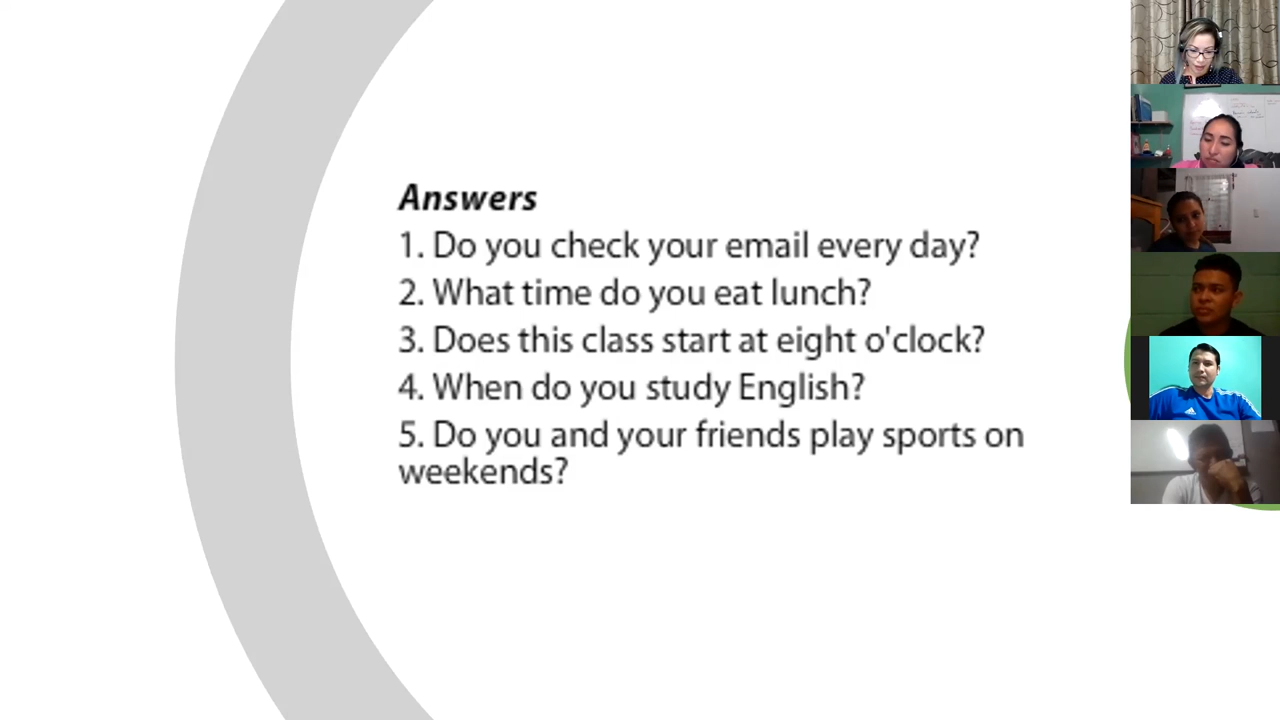 Answers
1. Do you check your email every day?
2. What time do you eat lunch?
3. Does this class start at eight o'clock?
4. When do you study English?
5. Do you and your friends play sports on
weekends?